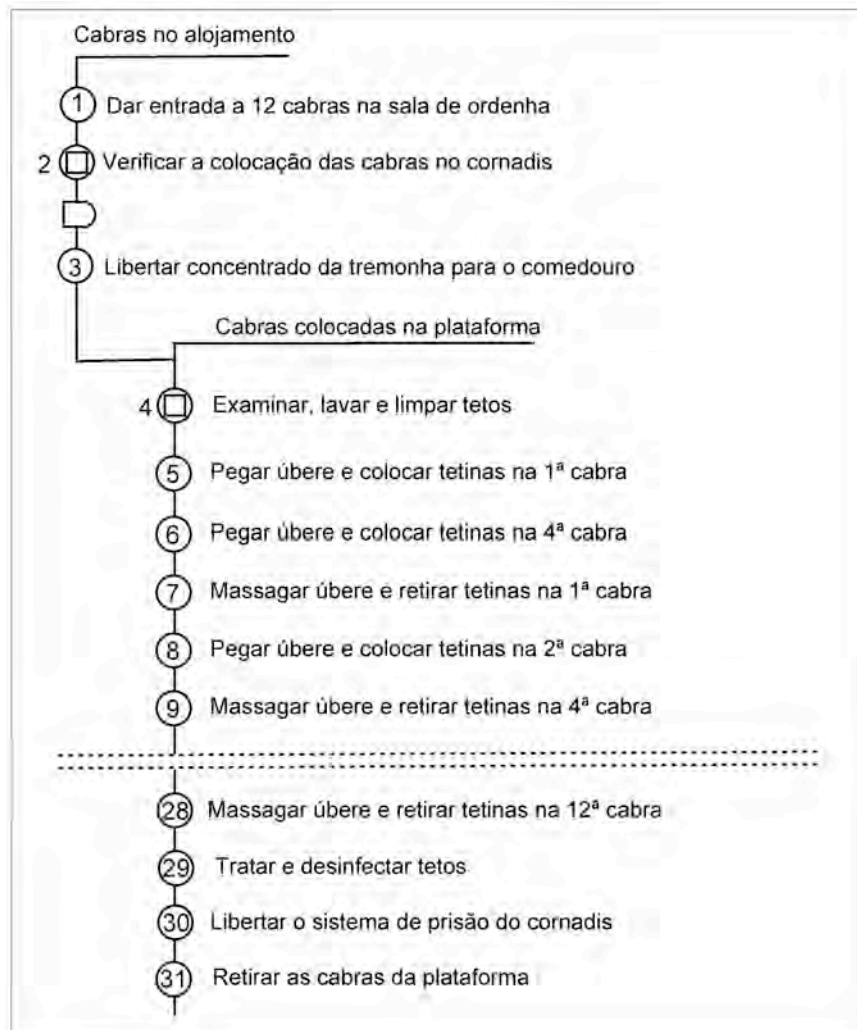 Cabras no alojamento
1 Dar entrada a 12 cabras na sala de ordenha
2 Verificar a colocação das cabras no cornadis
3 Libertar concentrado da tremonha para o comedouro
Cabras colocadas na plataforma
4 Examinar, lavar e limpar tetos
5 Pegar úbere e colocar tetinas na 1ª cabra
6 Pegar úbere e colocar tetinas na 4ª cabra
7 Massagar úbere e retirar tetinas na 1ª cabra
8 Pegar úbere e colocar tetinas na 2ª cabra
9 Massagar úbere e retirar tetinas na 4ª cabra
28 Massagar úbere e retirar tetinas na 12ª cabra
29 Tratar e desinfectar tetos
30 Libertar o sistema de prisão do cornadis
31 Retirar as cabras da plataforma